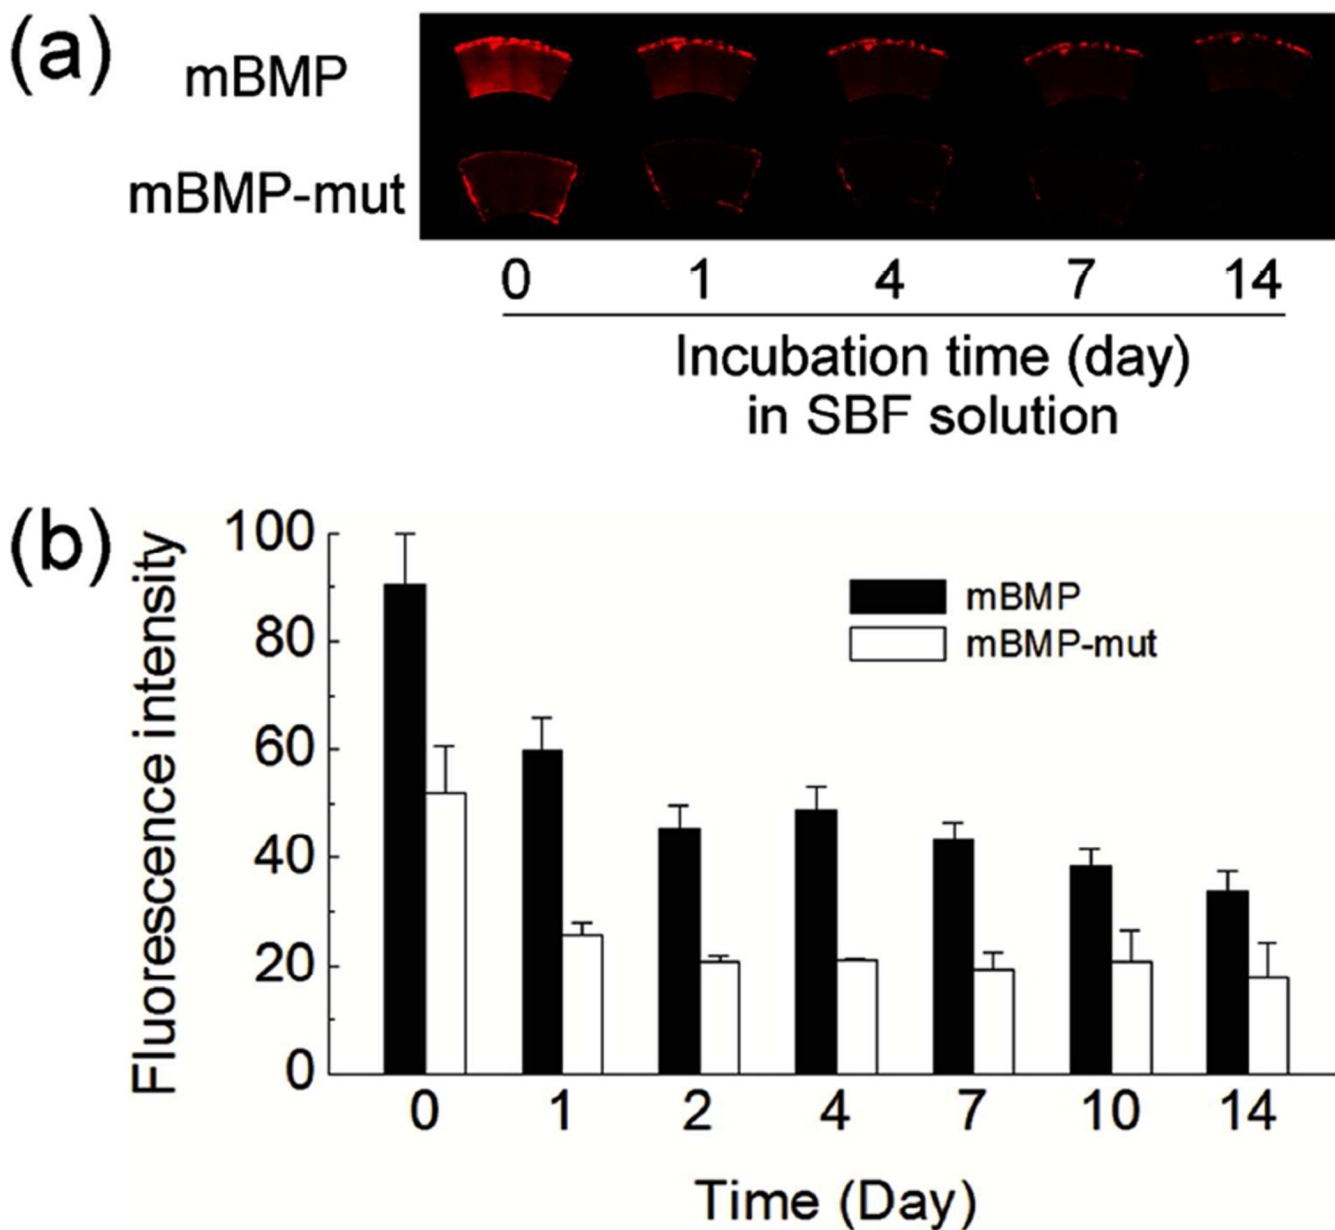 (a)
mBMP
mBMP-mut
0 1 4 7 14
Incubation time (day)
in SBF solution
(b)
Fluorescence intensity
100
80
60
40
20
0
mBMP
mBMP-mut
0 1 2 4 7 10 14
Time (Day)